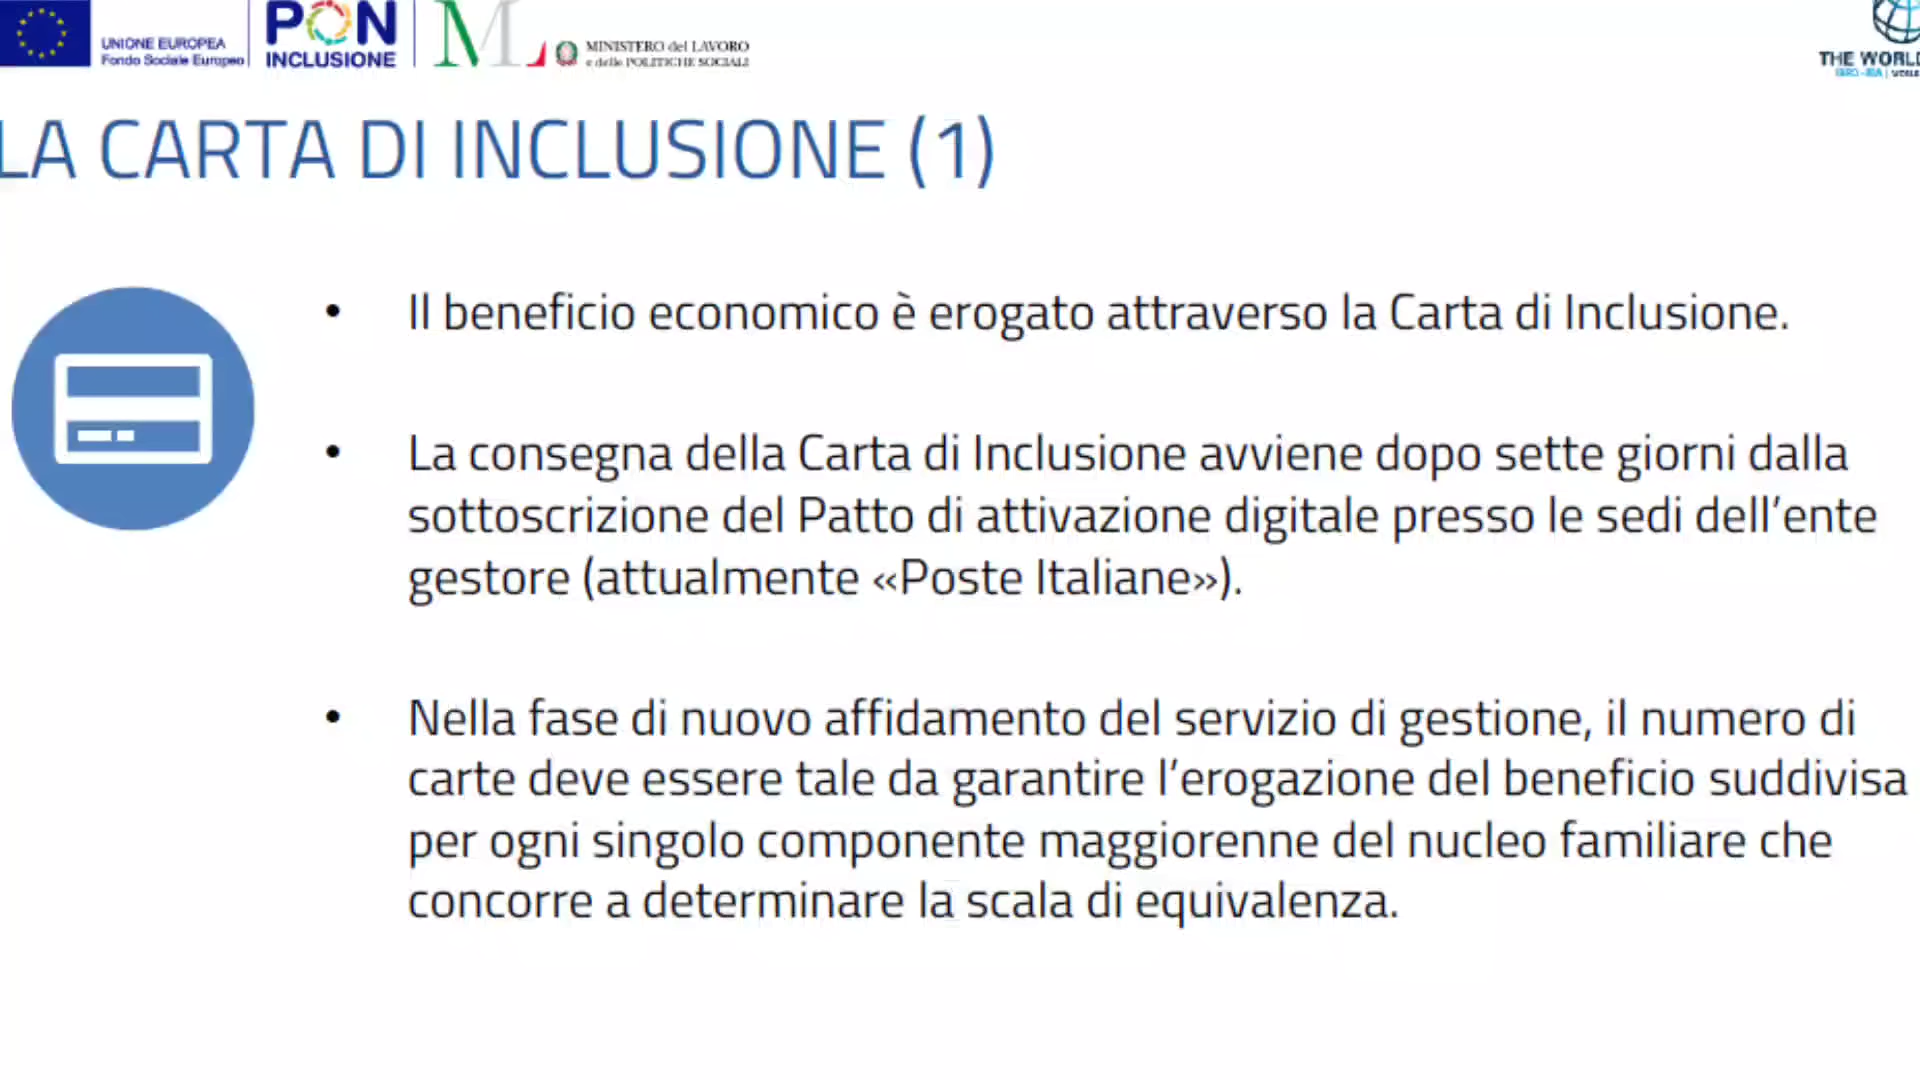 UNIONE EUROPEA
Fondo Sociale Europeo
PON
INCLUSIONE
ML
MINISTERO del LAVORO
e delle POLITICHE SOCIALI
THE WORLD
IBRD - IDA |
LA CARTA DI INCLUSIONE (1)
• Il beneficio economico è erogato attraverso la Carta di Inclusione.
• La consegna della Carta di Inclusione avviene dopo sette giorni dalla
sottoscrizione del Patto di attivazione digitale presso le sedi dell’ente
gestore (attualmente «Poste Italiane»).
• Nella fase di nuovo affidamento del servizio di gestione, il numero di
carte deve essere tale da garantire l’erogazione del beneficio suddivisa
per ogni singolo componente maggiorenne del nucleo familiare che
concorre a determinare la scala di equivalenza.